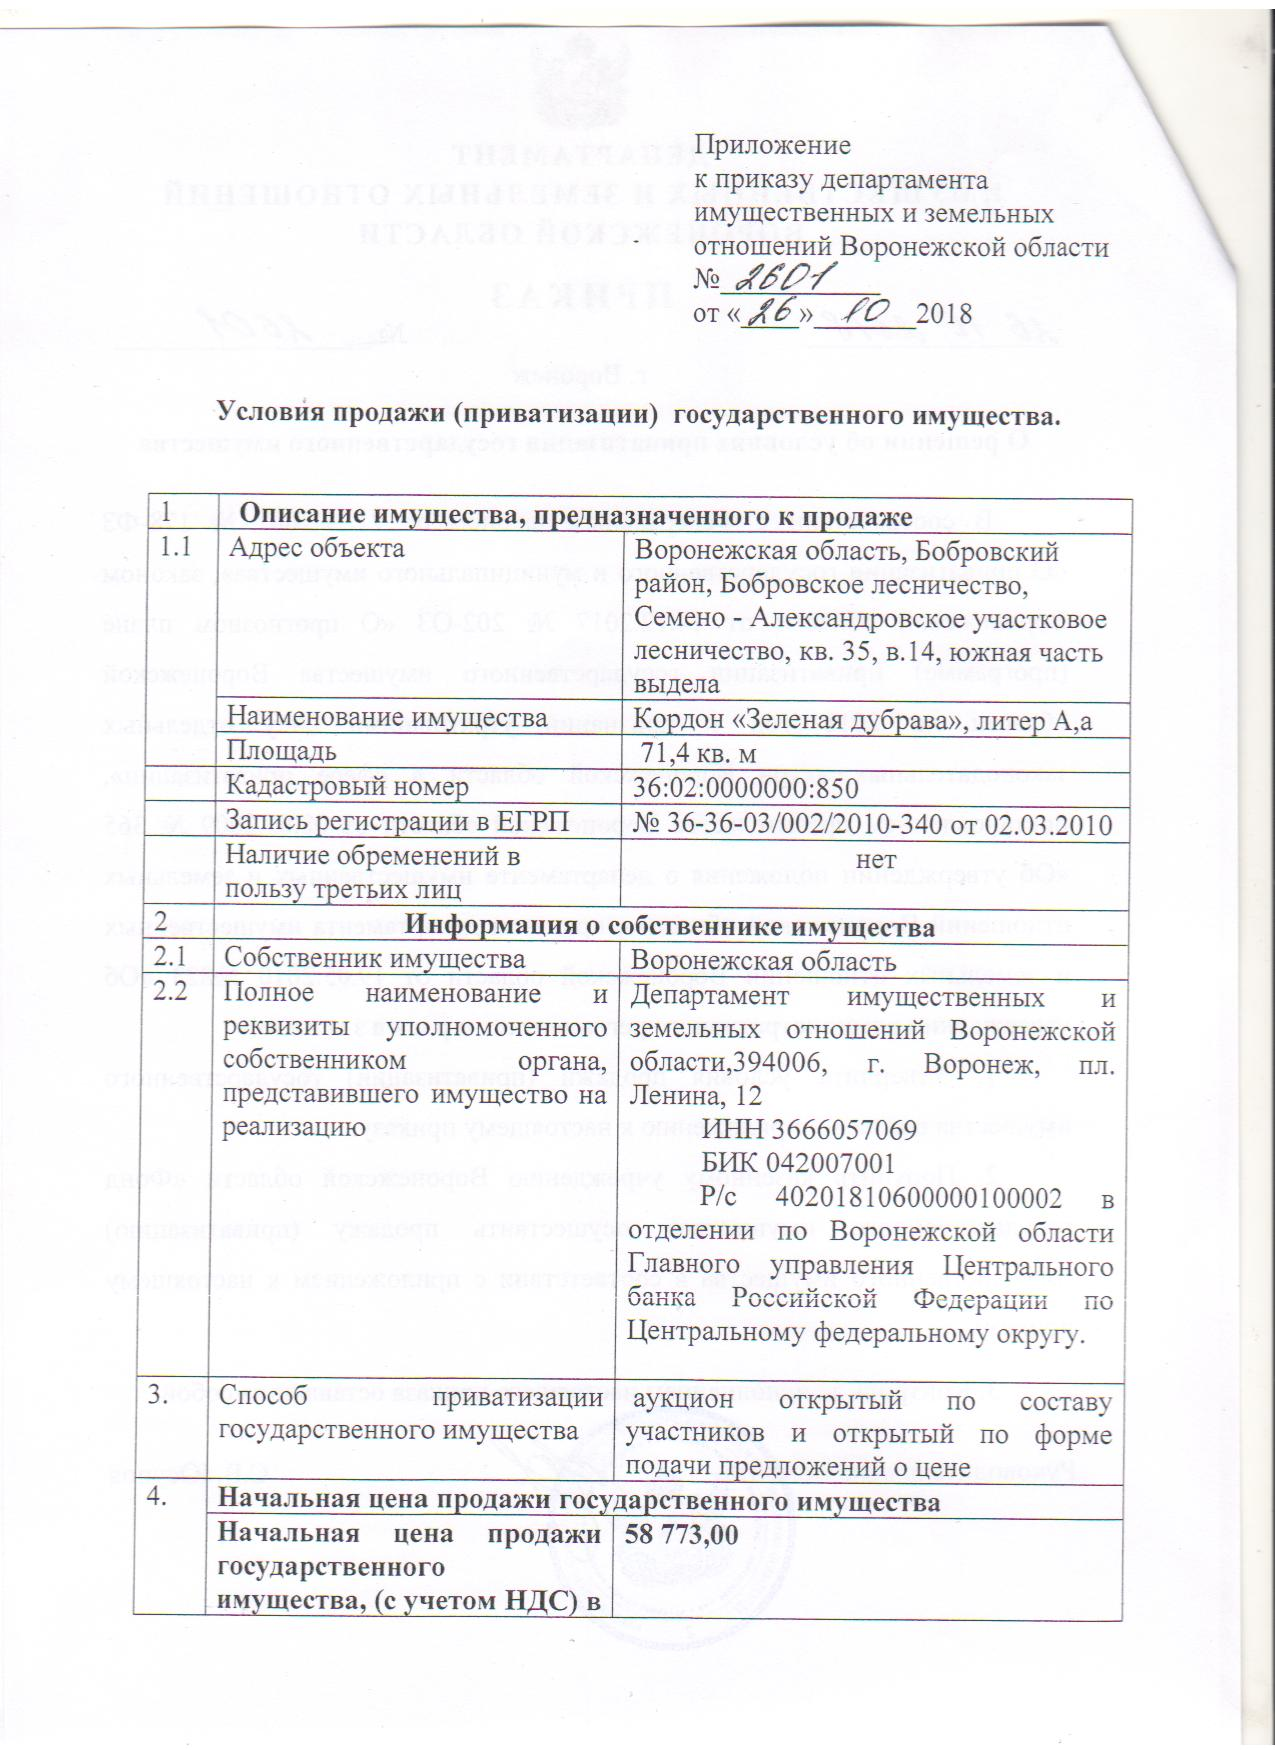 Приложение
к приказу департамента
имущественных и земельных
отношений Воронежской области
№ 2601
от « 26 » 10 2018
Условия продажи (приватизации) государственного имущества.
1 Описание имущества, предназначенного к продаже
1.1 Адрес объекта
Воронежская область, Бобровский
район, Бобровское лесничество,
Семено - Александровское участковое
лесничество, кв. 35, в.14, южная часть
выдела
Наименование имущества Кордон «Зеленая дубрава», литер А,а
Площадь 71,4 кв. м
Кадастровый номер 36:02:0000000:850
Запись регистрации в ЕГРП № 36-36-03/002/2010-340 от 02.03.2010
Наличие обременений в
пользу третьих лиц
нет
2 Информация о собственнике имущества
2.1 Собственник имущества Воронежская область
2.2 Полное наименование и
реквизиты уполномоченного
собственником органа,
представившего имущество на
реализацию
Департамент имущественных и
земельных отношений Воронежской
области,394006, г. Воронеж, пл.
Ленина, 12
ИНН 3666057069
БИК 042007001
Р/с 40201810600000100002 в
отделении по Воронежской области
Главного управления Центрального
банка Российской Федерации по
Центральному федеральному округу.
3. Способ приватизации
государственного имущества
аукцион открытый по составу
участников и открытый по форме
подачи предложений о цене
4. Начальная цена продажи государственного имущества
Начальная цена продажи
государственного
имущества, (с учетом НДС) в
58 773,00